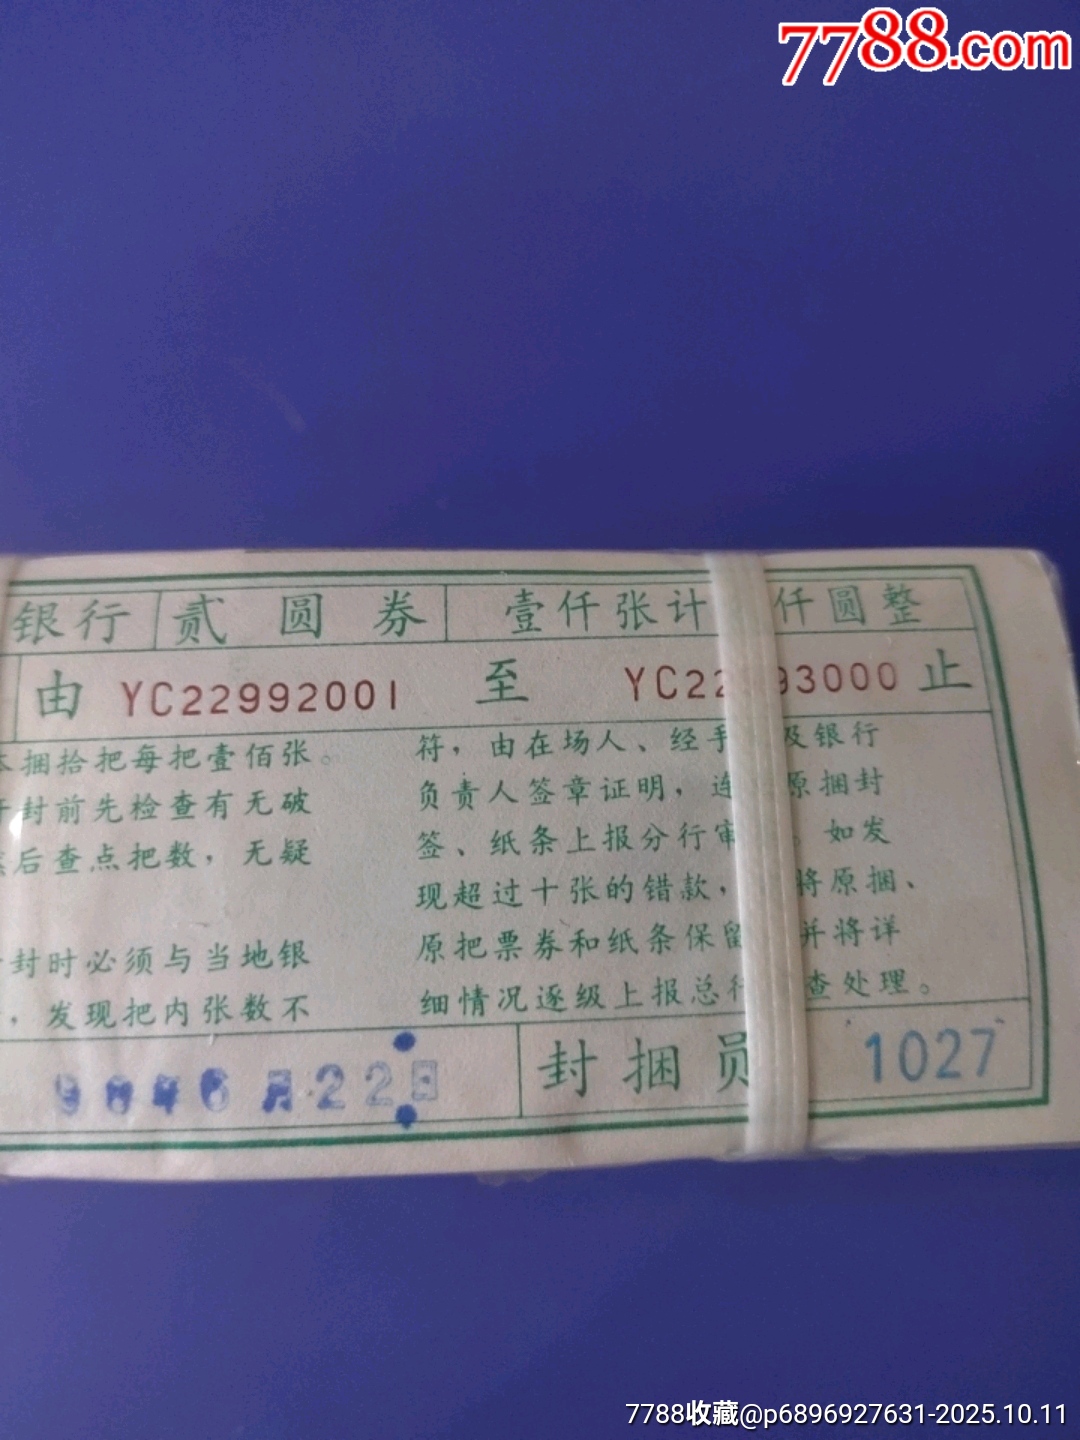 7788.com
银行 贰圆券 壹仟张计 仟圆整
由 YC22992001 至 YC22 93000 止
本捆拾把每把壹佰张。
封前先检查有无破
后查点把数，无疑
封时必须与当地银
，发现把内张数不
符，由在场人、经手 及银行
负责人签章证明，连 原捆封
签、纸条上报分行审 。如发
现超过十张的错款， 将原捆、
原把票券和纸条保留 并将详
细情况逐级上报总行 查处理。
6月22日
封捆员 1027
7788收藏@p6896927631-2025.10.11